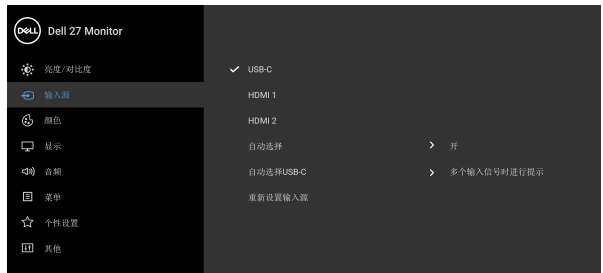 DELL Dell 27 Monitor
亮度/对比度
USB-C
输入源
HDMI 1
颜色
HDMI 2
显示
自动选择 开
音频
自动选择USB-C 多个输入信号时进行提示
菜单
重新设置输入源
个性设置
其他